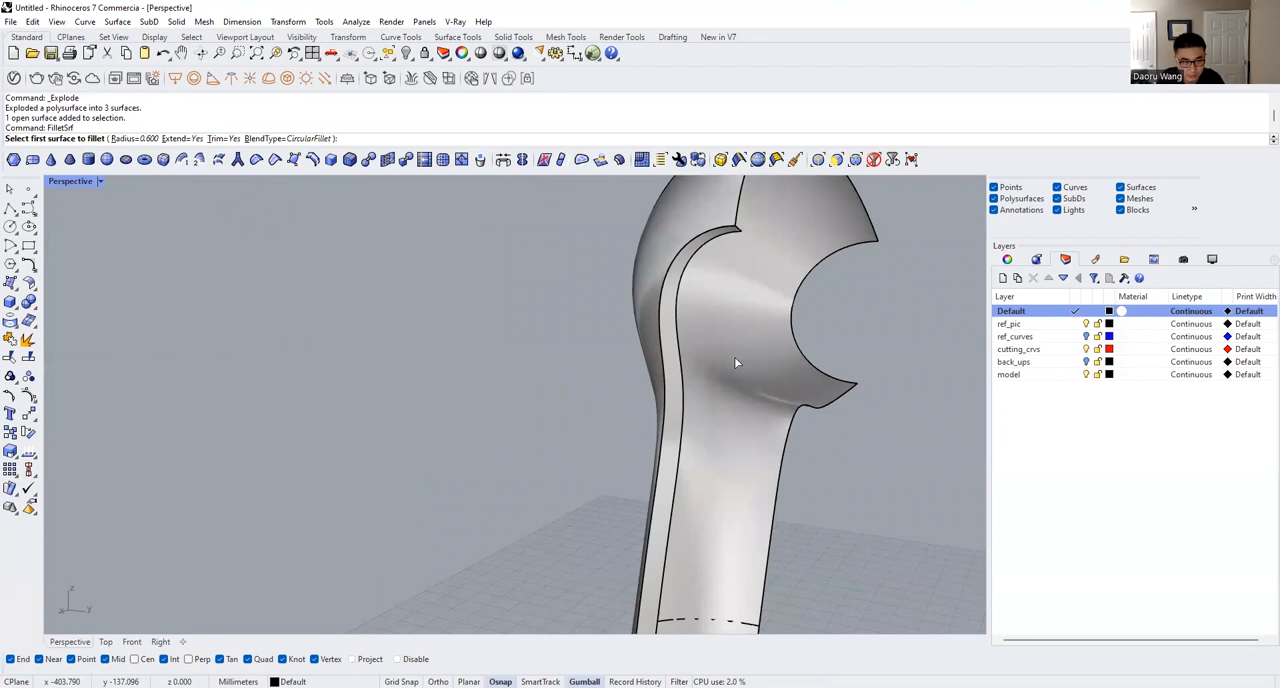 Untitled - Rhinoceros 7 Commercia - [Perspective]
File Edit View Curve Surface SubD Solid Mesh Dimension Transform Tools Analyze Render Panels V-Ray Help
Standard CPlanes Set View Display Select Viewport Layout Visibility Transform Curve Tools Surface Tools Solid Tools Mesh Tools Render Tools Drafting New in V7
Daoru Wang
Command: _Explode
Exploded a polysurface into 3 surfaces.
1 open surface added to selection.
Command: FilletSrf
Select first surface to fillet ( Radius=0.600 Extend=Yes Trim=Yes BlendType=CircularFillet ):
Perspective
Points Curves Surfaces
Polysurfaces SubDs Meshes
Annotations Lights Blocks
Layers
Layer Material Linetype Print Width
Default Continuous Default
ref_pic Continuous Default
ref_curves Continuous Default
cutting_crvs Continuous Default
back_ups Continuous Default
model Continuous Default
z
x y
Perspective Top Front Right
End Near Point Mid Cen Int Perp Tan Quad Knot Vertex Project Disable
CPlane x -403.790 y -137.096 z 0.000 Millimeters Default Grid Snap Ortho Planar Osnap SmartTrack Gumball Record History Filter CPU use: 2.0 %